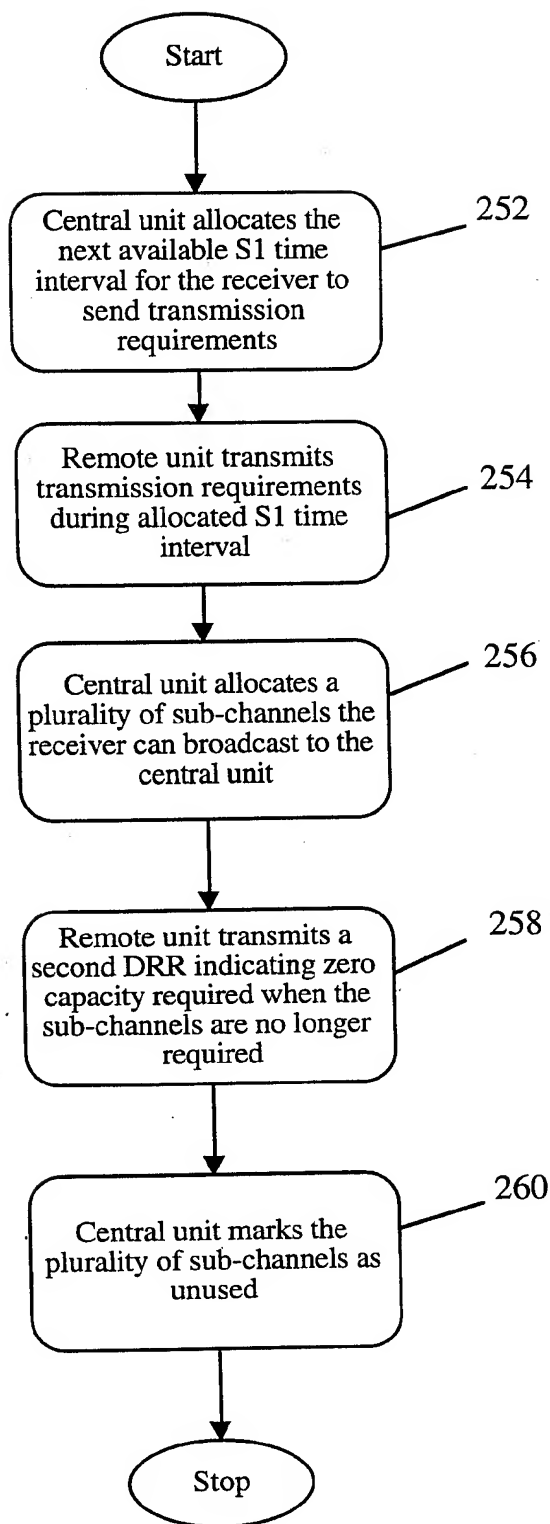 Start
Central unit allocates the
next available S1 time
interval for the receiver to
send transmission
requirements
252
Remote unit transmits
transmission requirements
during allocated S1 time
interval
254
Central unit allocates a
plurality of sub-channels the
receiver can broadcast to the
central unit
256
Remote unit transmits a
second DRR indicating zero
capacity required when the
sub-channels are no longer
required
258
Central unit marks the
plurality of sub-channels as
unused
260
Stop